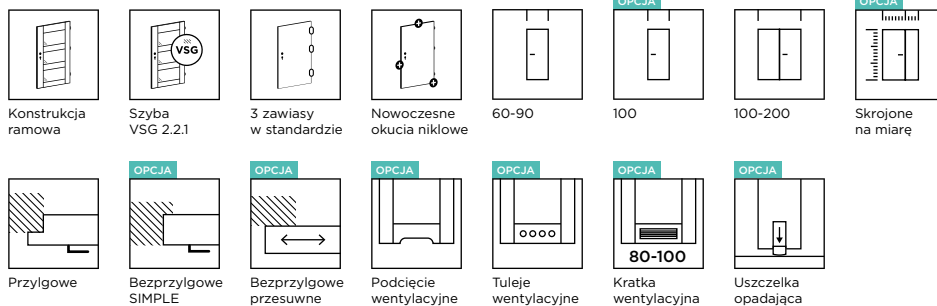 OPCJA
OPCJA
VSG
Konstrukcja
ramowa
Szyba
VSG 2.2.1
3 zawiasy
w standardzie
Nowoczesne
okucia niklowe
60-90
100
100-200
Skrojone
na miarę
OPCJA
OPCJA
OPCJA
OPCJA
OPCJA
OPCJA
80-100
Przylgowe
Bezprzylgowe
SIMPLE
Bezprzylgowe
przesuwne
Podcięcie
wentylacyjne
Tuleje
wentylacyjne
Kratka
wentylacyjna
Uszczelka
opadająca